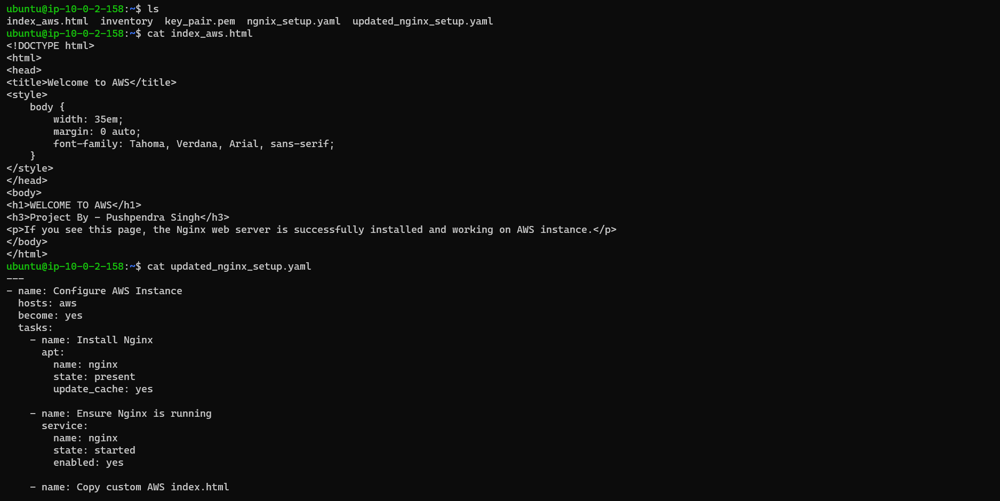 ubuntu@ip-10-0-2-158:~$ ls
index_aws.html  inventory  key_pair.pem  ngnix_setup.yaml  updated_nginx_setup.yaml
ubuntu@ip-10-0-2-158:~$ cat index_aws.html
<!DOCTYPE html>
<html>
<head>
<title>Welcome to AWS</title>
<style>
    body {
        width: 35em;
        margin: 0 auto;
        font-family: Tahoma, Verdana, Arial, sans-serif;
    }
</style>
</head>
<body>
<h1>WELCOME TO AWS</h1>
<h3>Project By - Pushpendra Singh</h3>
<p>If you see this page, the Nginx web server is successfully installed and working on AWS instance.</p>
</body>
</html>
ubuntu@ip-10-0-2-158:~$ cat updated_nginx_setup.yaml
---
- name: Configure AWS Instance
  hosts: aws
  become: yes
  tasks:
    - name: Install Nginx
      apt:
        name: nginx
        state: present
        update_cache: yes

    - name: Ensure Nginx is running
      service:
        name: nginx
        state: started
        enabled: yes

    - name: Copy custom AWS index.html